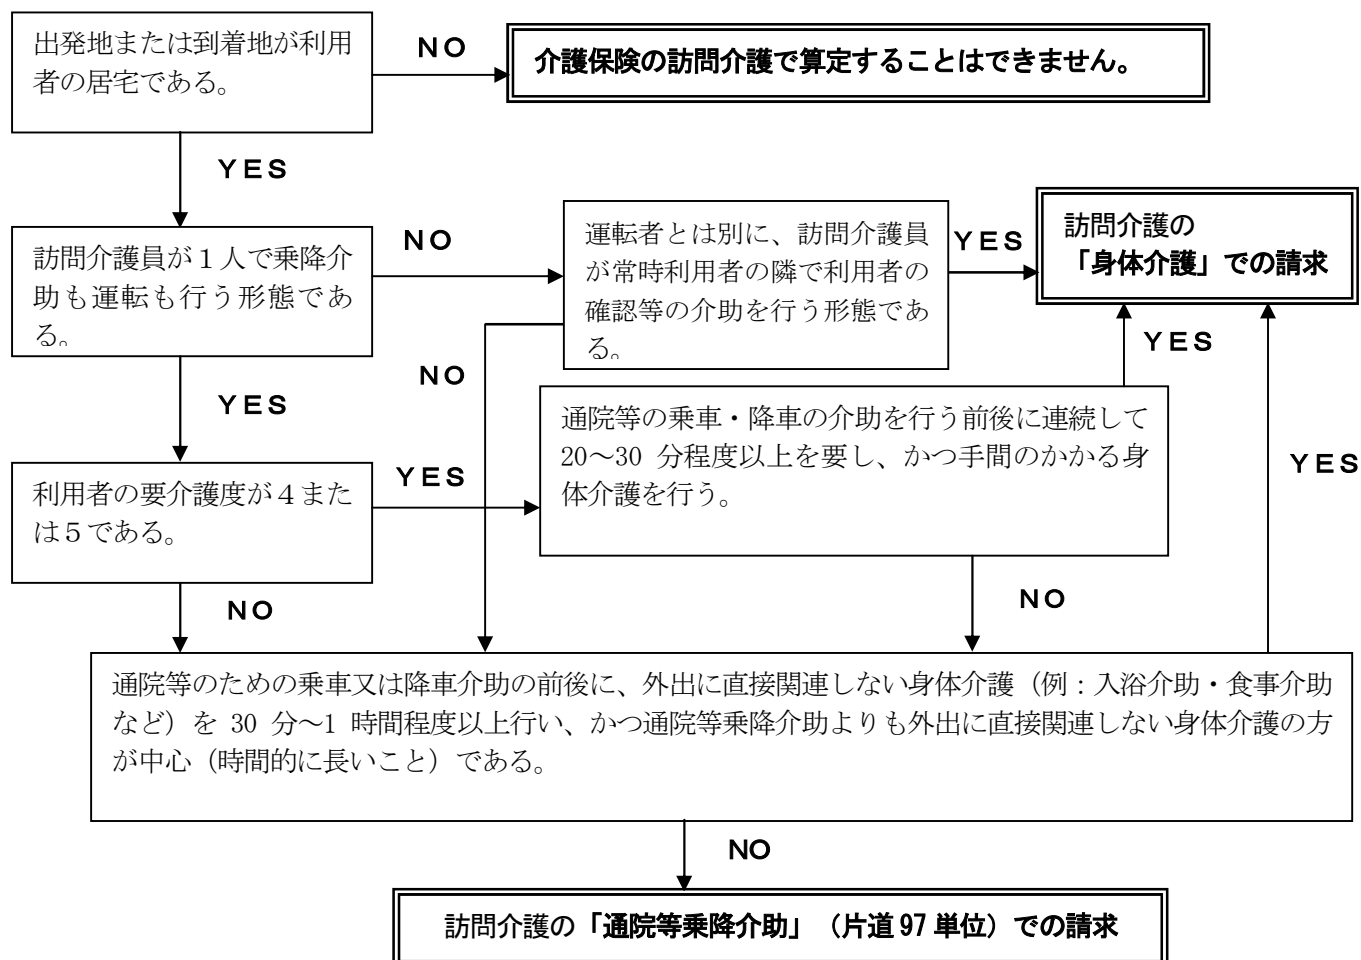 出発地または到着地が利用
者の居宅である。
ＮＯ
介護保険の訪問介護で算定することはできません。
ＹＥＳ
訪問介護員が１人で乗降介
助も運転も行う形態であ
る。
ＮＯ
運転者とは別に、訪問介護員
が常時利用者の隣で利用者の
確認等の介助を行う形態であ
る。
ＹＥＳ
訪問介護の
「身体介護」での請求
ＹＥＳ
ＮＯ
ＹＥＳ
通院等の乗車・降車の介助を行う前後に連続して
20～30 分程度以上を要し、かつ手間のかかる身
体介護を行う。
ＹＥＳ
利用者の要介護度が４また
は５である。
ＹＥＳ
ＮＯ
ＮＯ
通院等のための乗車又は降車介助の前後に、外出に直接関連しない身体介護（例：入浴介助・食事介助
など）を 30 分～1 時間程度以上行い、かつ通院等乗降介助よりも外出に直接関連しない身体介護の方
が中心（時間的に長いこと）である。
ＮＯ
訪問介護の「通院等乗降介助」（片道 97 単位）での請求